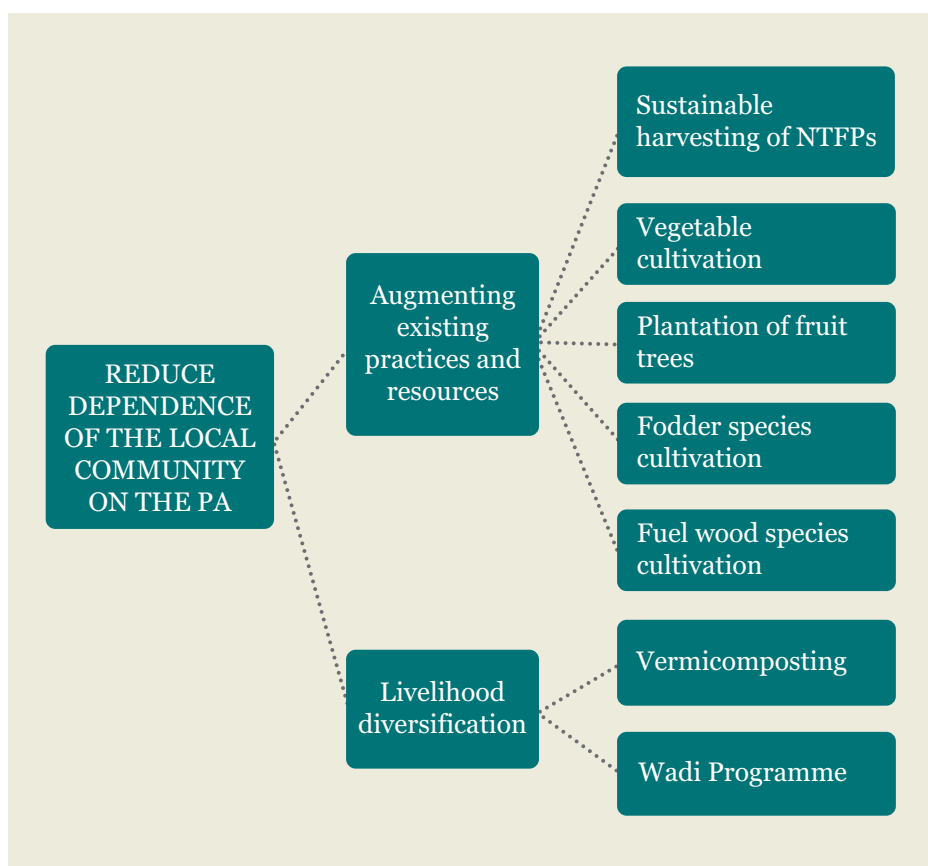 REDUCE
DEPENDENCE
OF THE LOCAL
COMMUNITY
ON THE PA
Augmenting
existing
practices and
resources
Sustainable
harvesting of NTFPs
Vegetable
cultivation
Plantation of fruit
trees
Fodder species
cultivation
Fuel wood species
cultivation
Livelihood
diversification
Vermicomposting
Wadi Programme